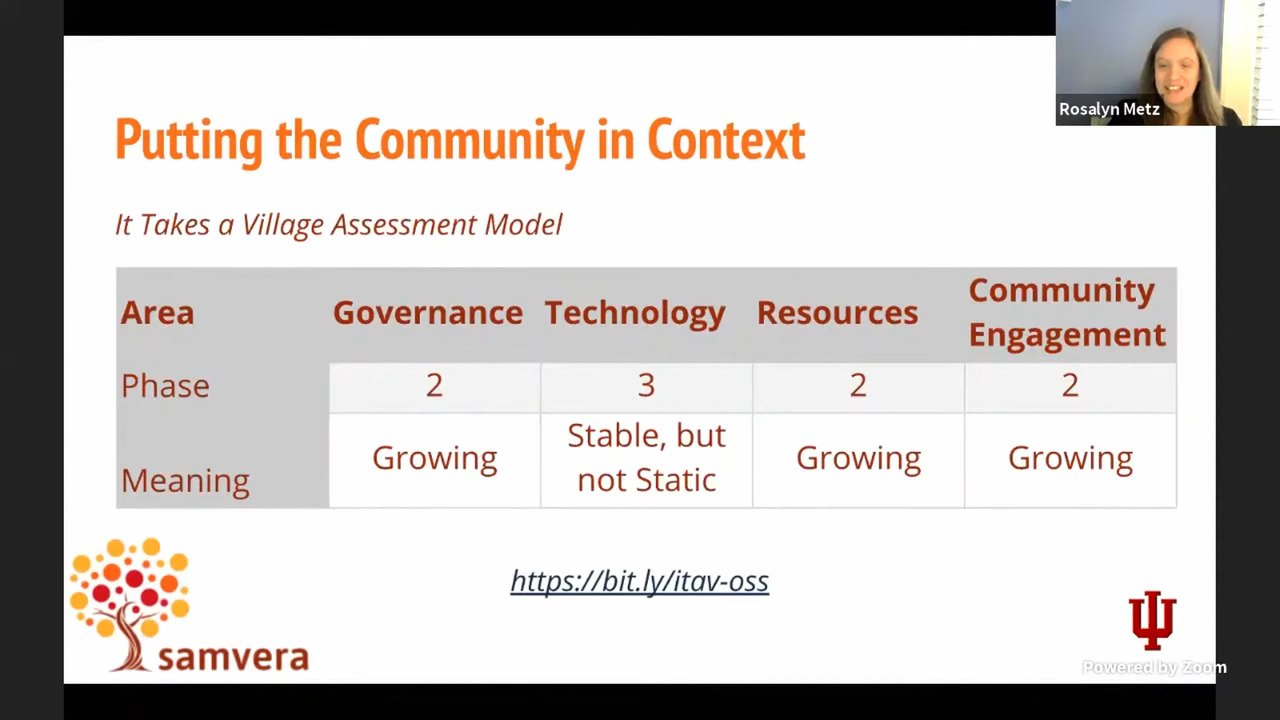 Rosalyn Metz
Putting the Community in Context
It Takes a Village Assessment Model
Area Governance Technology Resources Community
Engagement
Phase 2 3 2 2
Meaning Growing Stable, but
not Static Growing Growing
https://bit.ly/itav-oss
samvera
Powered by Zoom